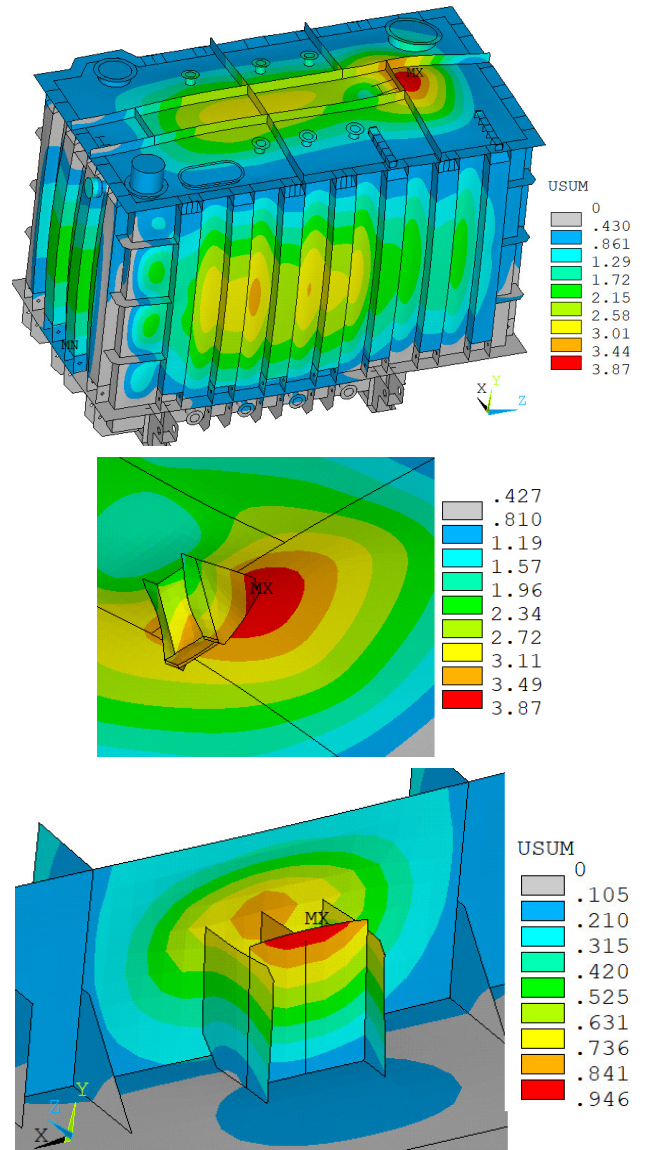 MX
USUM
0
.430
.861
1.29
1.72
2.15
2.58
3.01
3.44
3.87
MN
Y
X
Z
.427
.810
1.19
1.57
1.96
2.34
2.72
3.11
3.49
3.87
MX
USUM
0
.105
.210
.315
.420
.525
.631
.736
.841
.946
MX
Y
Z
X